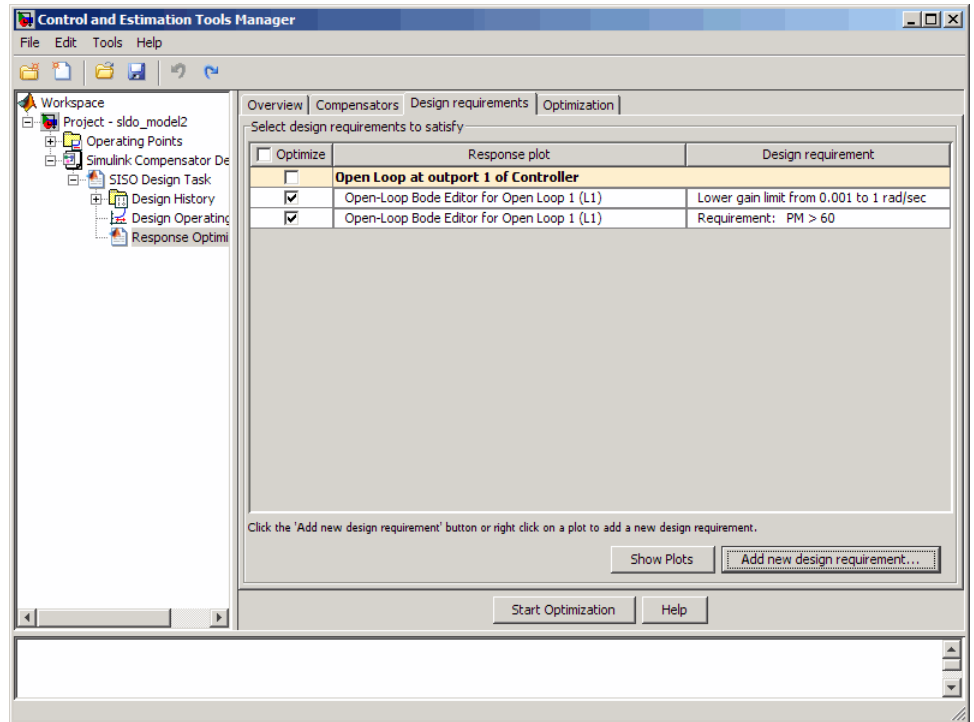 Control and Estimation Tools Manager
File Edit Tools Help
Workspace
Project - sldo_model2
Operating Points
Simulink Compensator De
SISO Design Task
Design History
Design Operating
Response Optimi
Overview Compensators Design requirements Optimization
Select design requirements to satisfy
Optimize Response plot Design requirement
Open Loop at outport 1 of Controller
Open-Loop Bode Editor for Open Loop 1 (L1) Lower gain limit from 0.001 to 1 rad/sec
Open-Loop Bode Editor for Open Loop 1 (L1) Requirement: PM > 60
Click the 'Add new design requirement' button or right click on a plot to add a new design requirement.
Show Plots Add new design requirement...
Start Optimization Help